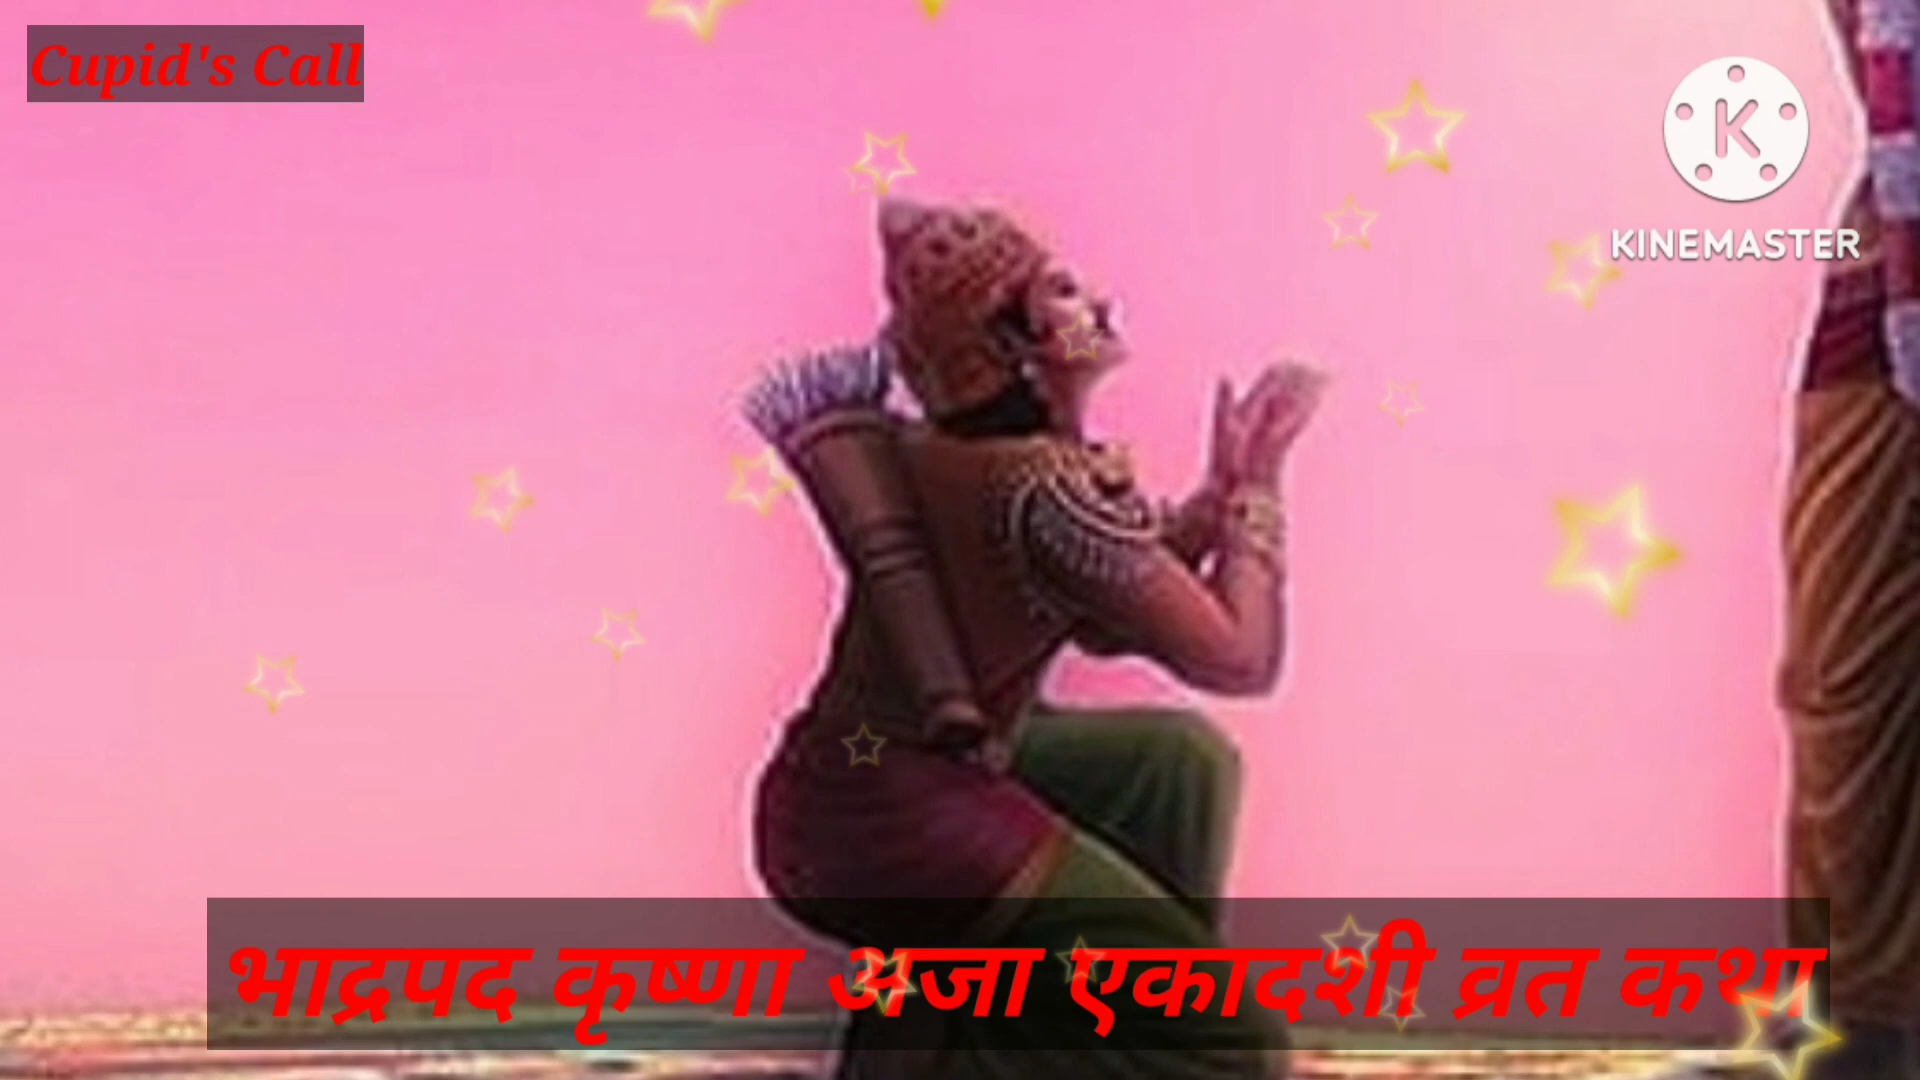 Cupid's Call
K
KINEMASTER
भाद्रपद कृष्णा अजा एकादशी व्रत कथा